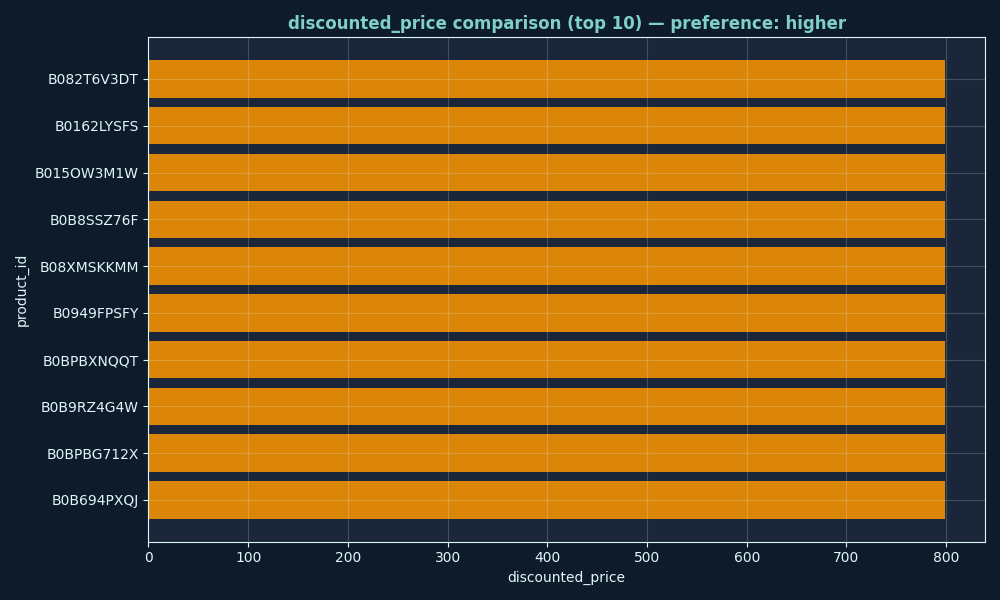 discounted_price comparison (top 10) — preference: higher
product_id
B082T6V3DT
B0162LYSFS
B015OW3M1W
B0B8SSZ76F
B08XMSKKMM
B0949FPSFY
B0BPBXNQQT
B0B9RZ4G4W
B0BPBG712X
B0B694PXQJ
0 100 200 300 400 500 600 700 800
discounted_price